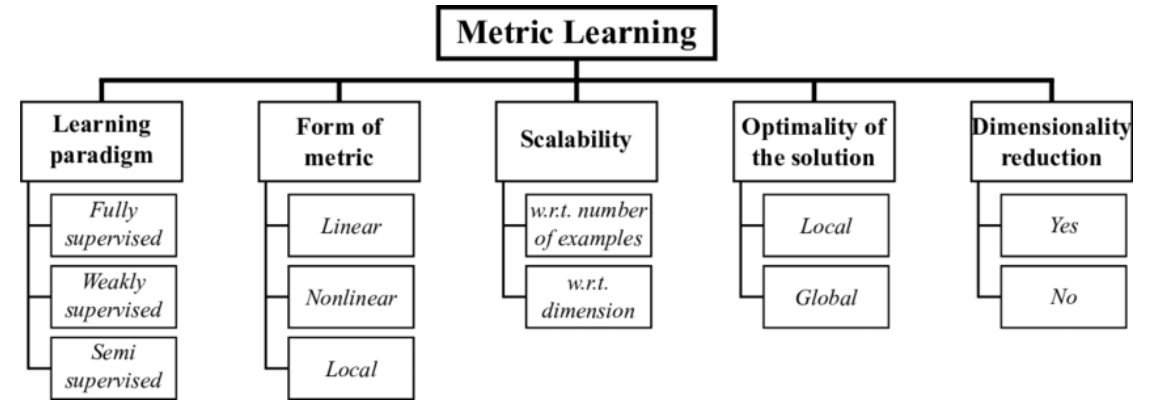 Metric Learning
Learning
paradigm
Fully
supervised
Weakly
supervised
Semi
supervised
Form of
metric
Linear
Nonlinear
Local
Scalability
w.r.t. number
of examples
w.r.t.
dimension
Optimality of
the solution
Local
Global
Dimensionality
reduction
Yes
No